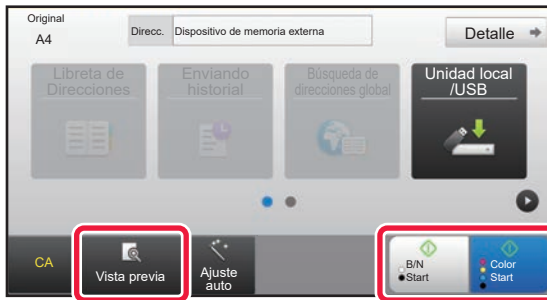 Original
A4
Direcc. Dispositivo de memoria externa
Detalle
Libreta de
Direcciones
Enviando
historial
Búsqueda de
direcciones global
Unidad local
/USB
CA
Vista previa
Ajuste
auto
B/N
Start
Color
Start